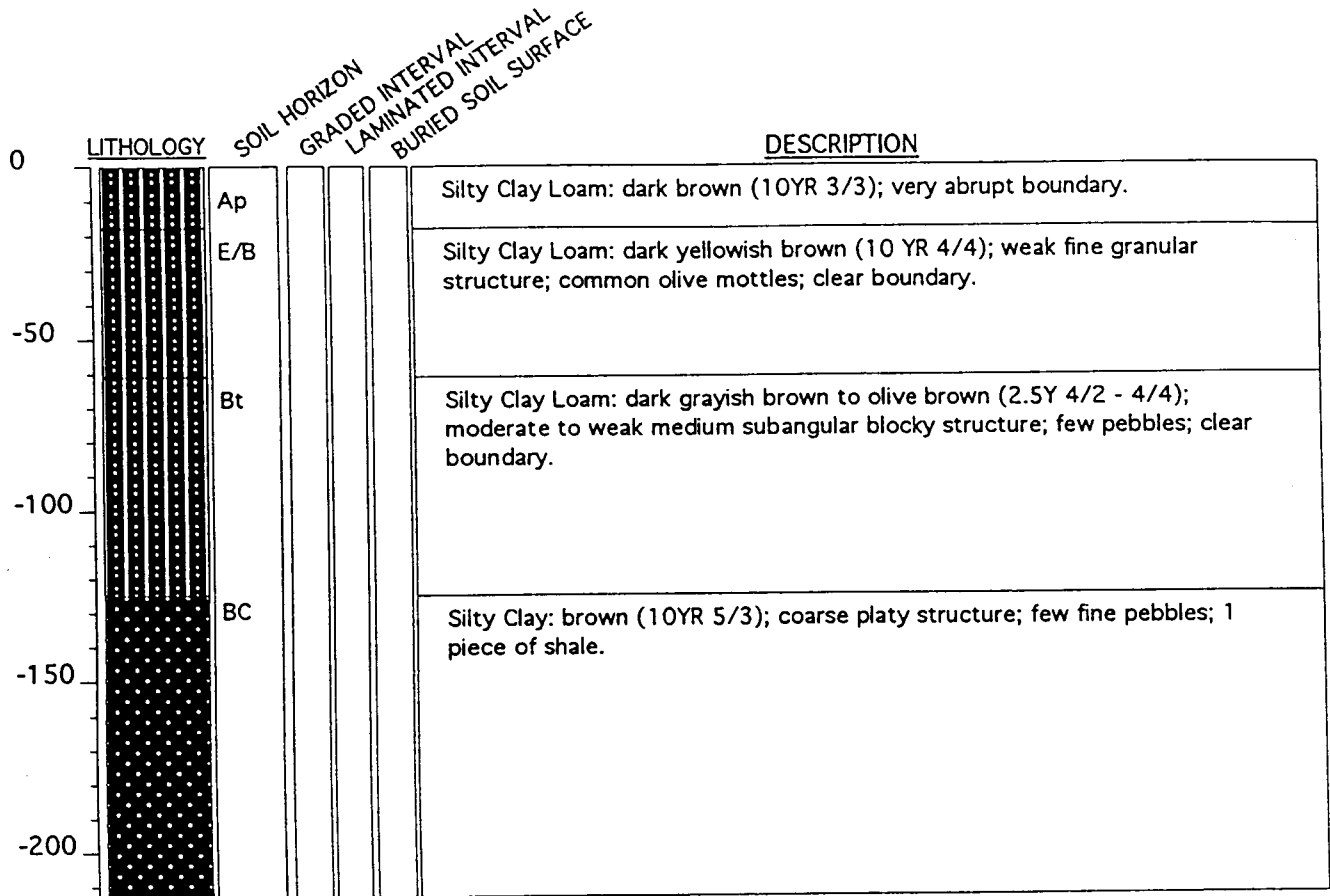 SOIL HORIZON
GRADED INTERVAL
LAMINATED INTERVAL
BURIED SOIL SURFACE
LITHOLOGY
DESCRIPTION
0
Ap
Silty Clay Loam: dark brown (10YR 3/3); very abrupt boundary.
E/B
Silty Clay Loam: dark yellowish brown (10 YR 4/4); weak fine granular
structure; common olive mottles; clear boundary.
-50
Bt
Silty Clay Loam: dark grayish brown to olive brown (2.5Y 4/2 - 4/4);
moderate to weak medium subangular blocky structure; few pebbles; clear
boundary.
-100
BC
Silty Clay: brown (10YR 5/3); coarse platy structure; few fine pebbles; 1
piece of shale.
-150
-200